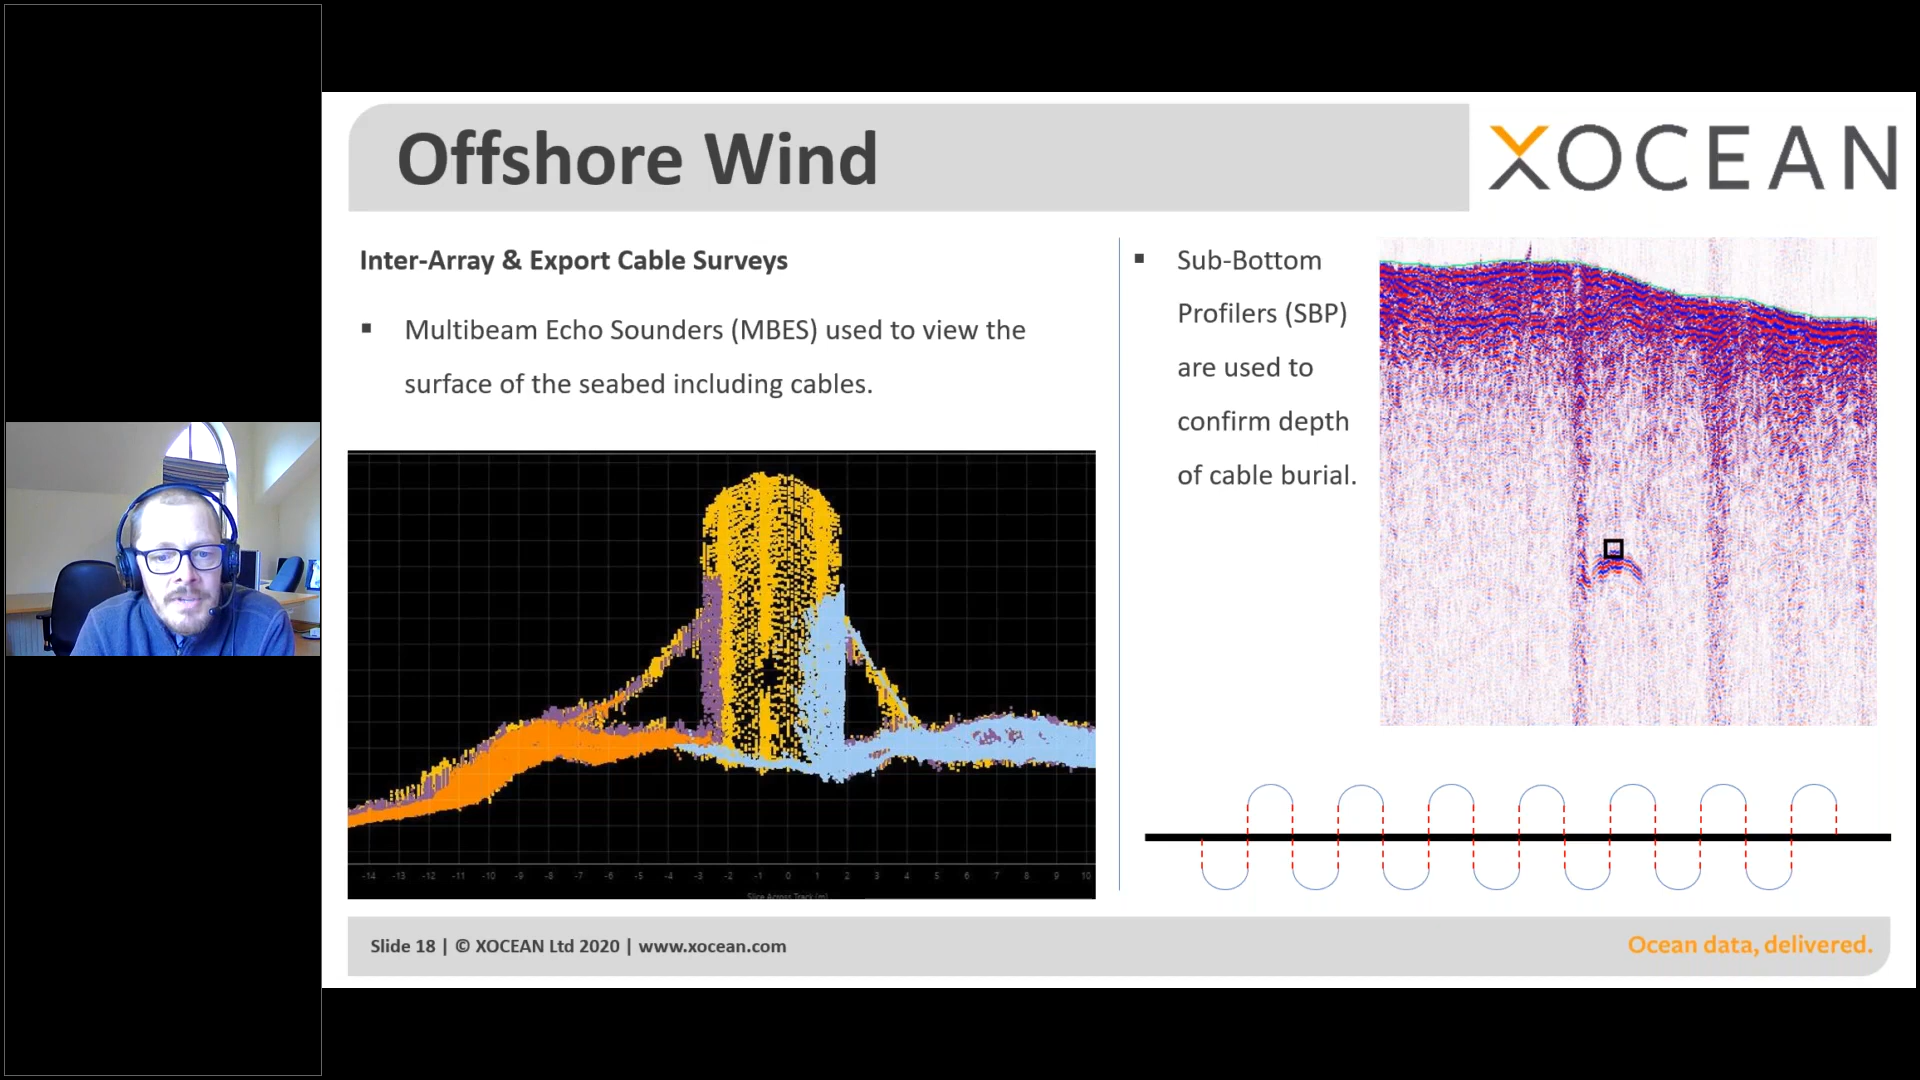 Offshore Wind
XOCEAN
Inter-Array & Export Cable Surveys
▪ Multibeam Echo Sounders (MBES) used to view the
surface of the seabed including cables.
▪ Sub-Bottom
Profilers (SBP)
are used to
confirm depth
of cable burial.
-14 -13 -12 -11 -10 -9 -8 -7 -6 -5 -4 -3 -2 -1 0 1 2 3 4 5 6 7 8 9 10
Slice Across Track (m)
Slide 18 | © XOCEAN Ltd 2020 | www.xocean.com
Ocean data, delivered.